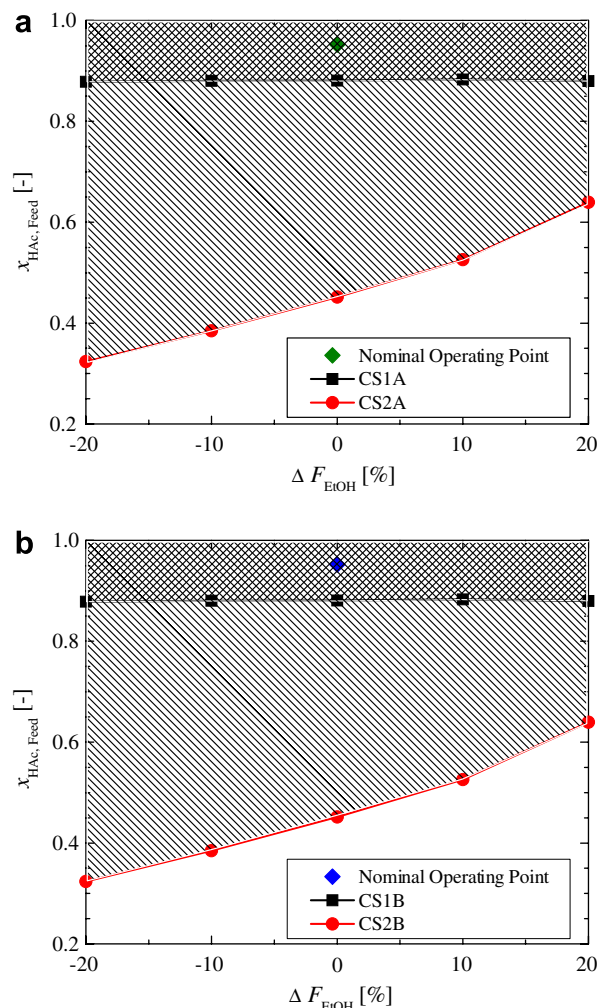 a
1.0
0.8
0.6
0.4
0.2
x HAc, Feed [-]
Nominal Operating Point
CS1A
CS2A
-20 -10 0 10 20
Δ F EtOH [%]
b
1.0
0.8
0.6
0.4
0.2
x HAc, Feed [-]
Nominal Operating Point
CS1B
CS2B
-20 -10 0 10 20
Δ F EtOH [%]